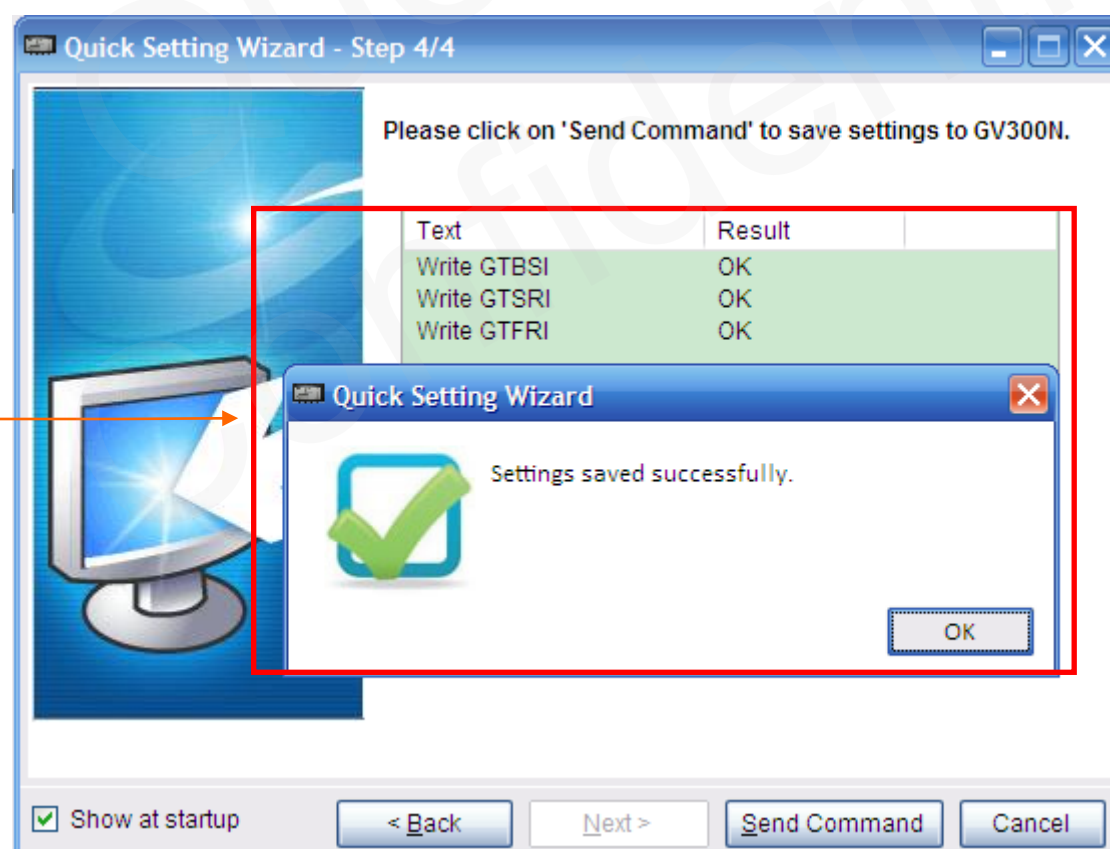 Quick Setting Wizard - Step 4/4
Please click on 'Send Command' to save settings to GV300N.
Text Result
Write GTBSI OK
Write GTSRI OK
Write GTFRI OK
Quick Setting Wizard
Settings saved successfully.
OK
Show at startup < Back Next > Send Command Cancel